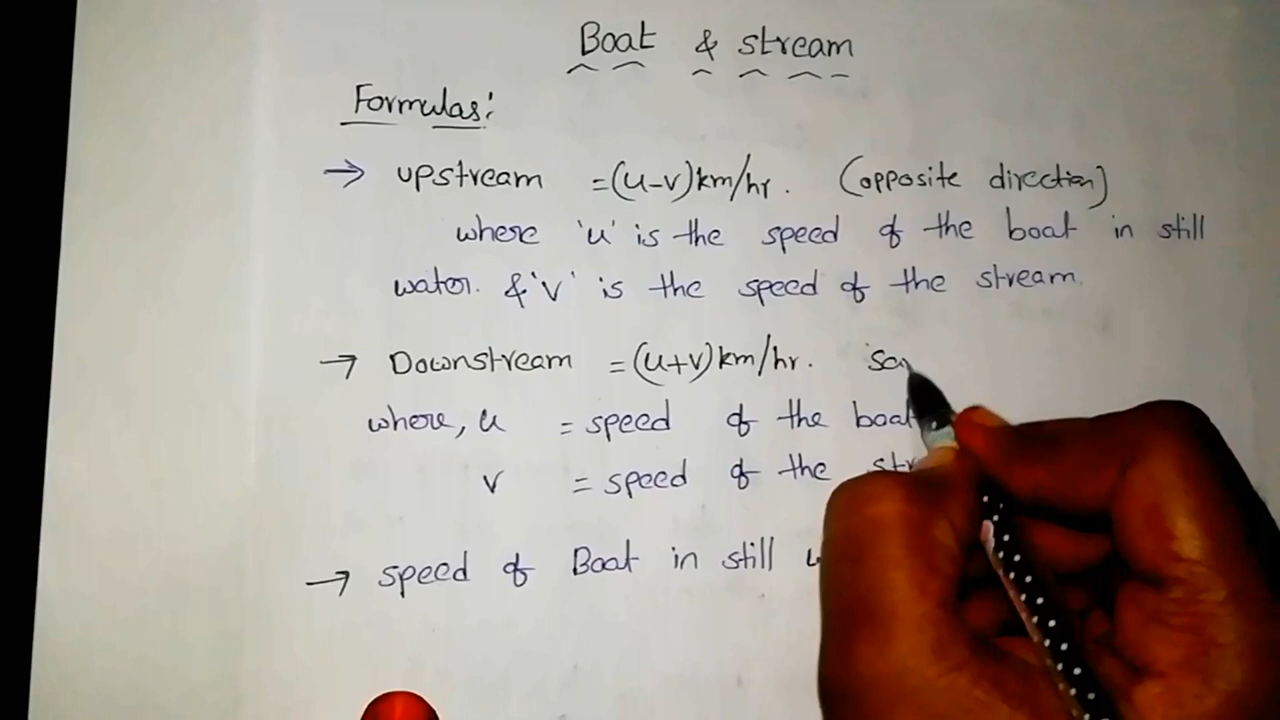 Boat & stream
Formulas:
→ upstream = (u-v)km/hr. (opposite direction)
where 'u' is the speed of the boat in still
water. & 'v' is the speed of the stream.
→ Downstream = (u+v)km/hr.
where, u = speed of the boat
v = speed of the
→ speed of Boat in still